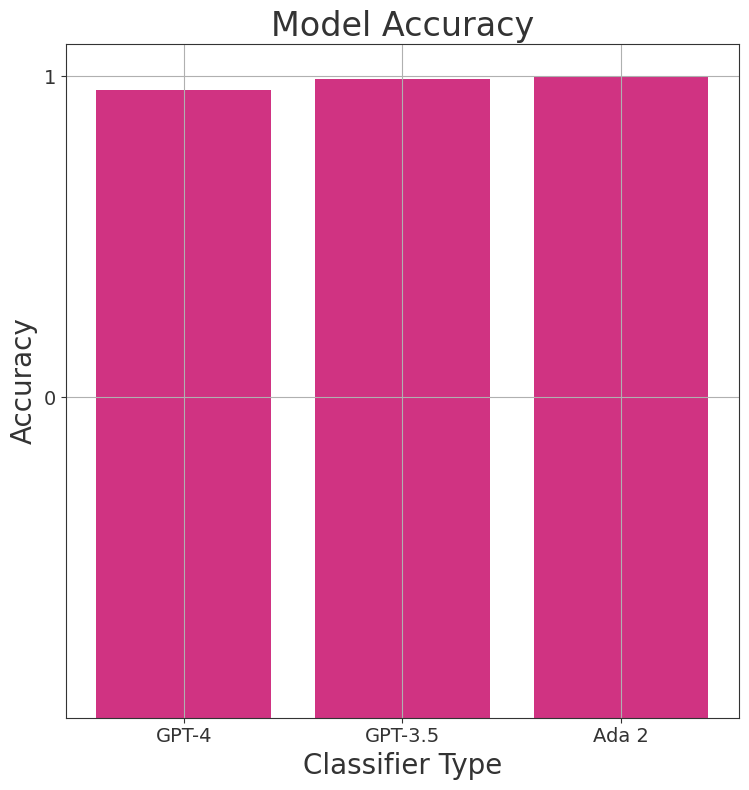 Model Accuracy
1
0
Accuracy
GPT-4
GPT-3.5
Ada 2
Classifier Type